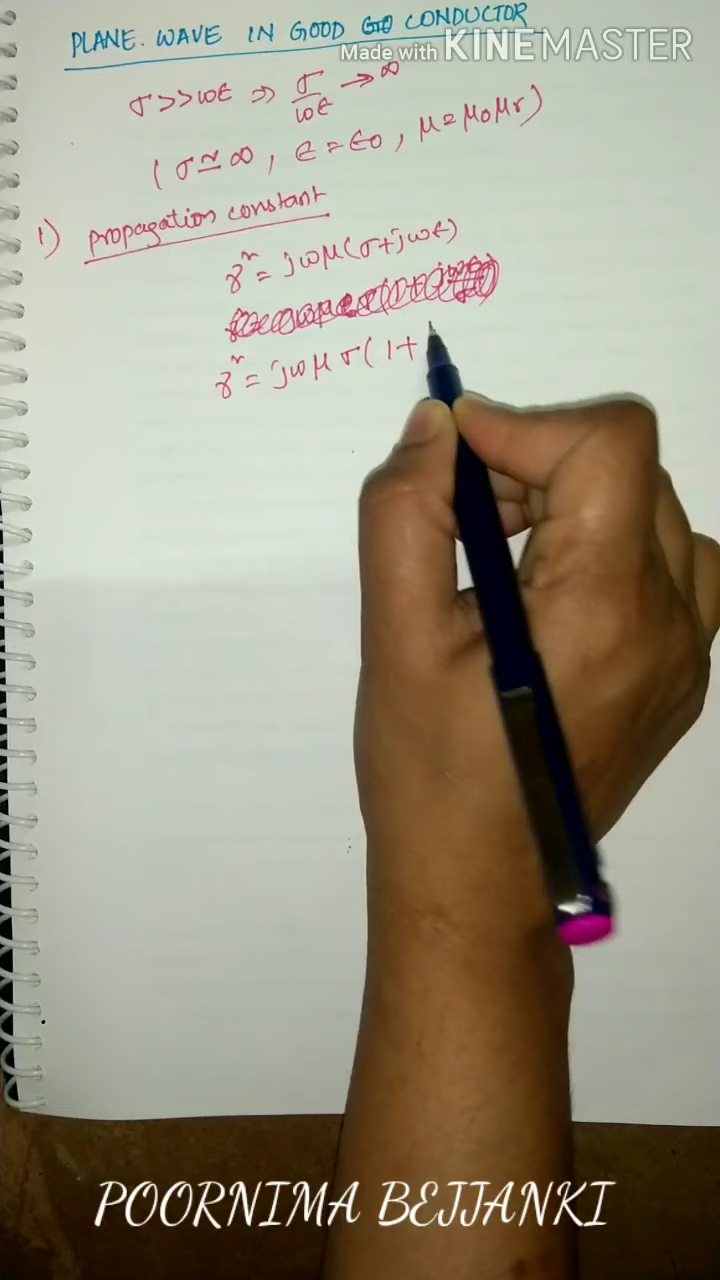 PLANE. WAVE IN GOOD CONDUCTOR
Made with KINEMASTER
σ>>ωϵ ⇒ σ/ωϵ → ∞
(σ≃∞, ϵ=ϵ0, μ=μ0μr)
1) propagation constant
γ² = jωμ(σ+jωϵ)
γ² = jωμσ(1+
POORNIMA BEJJANKI